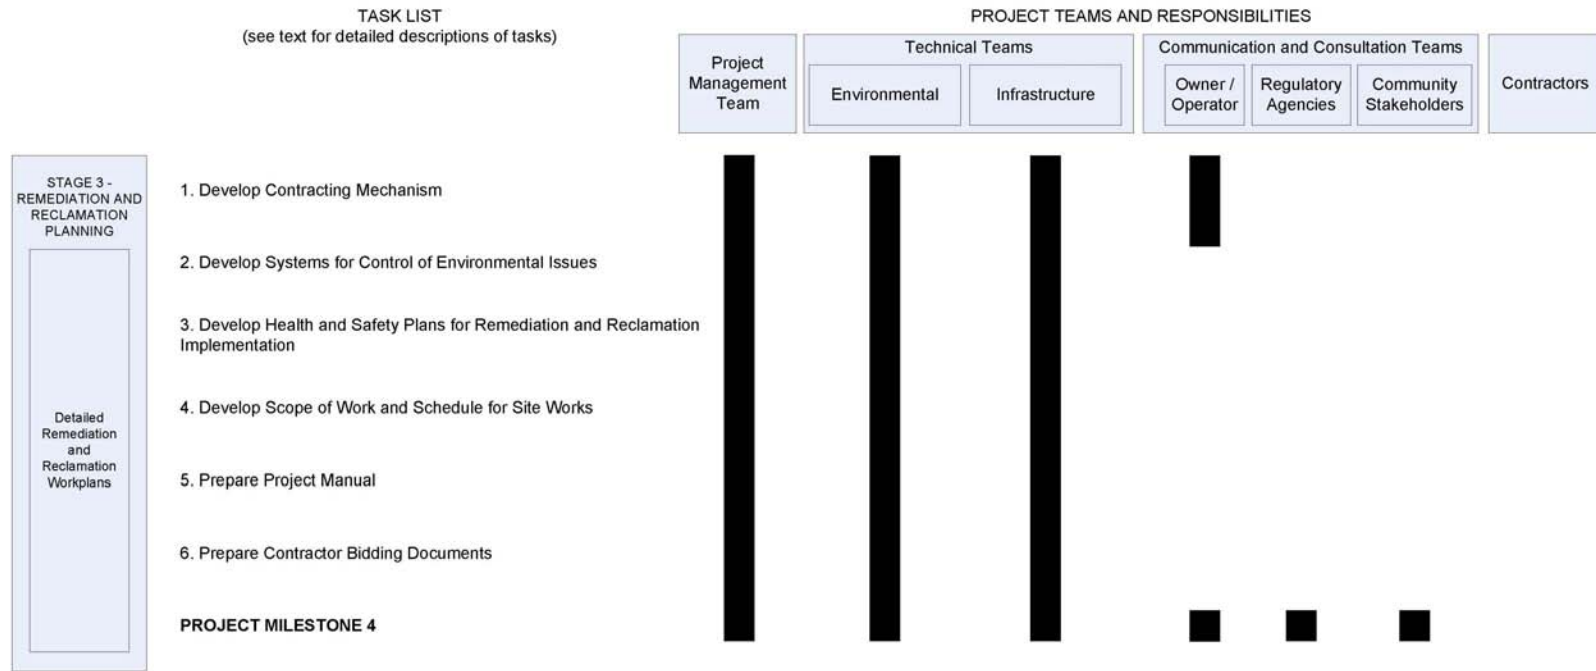 TASK LIST
(see text for detailed descriptions of tasks)
PROJECT TEAMS AND RESPONSIBILITIES
Project
Management
Team
Technical Teams
Environmental
Infrastructure
Communication and Consultation Teams
Owner /
Operator
Regulatory
Agencies
Community
Stakeholders
Contractors
STAGE 3 -
REMEDIATION AND
RECLAMATION
PLANNING
Detailed
Remediation
and
Reclamation
Workplans
1. Develop Contracting Mechanism
2. Develop Systems for Control of Environmental Issues
3. Develop Health and Safety Plans for Remediation and Reclamation
Implementation
4. Develop Scope of Work and Schedule for Site Works
5. Prepare Project Manual
6. Prepare Contractor Bidding Documents
PROJECT MILESTONE 4